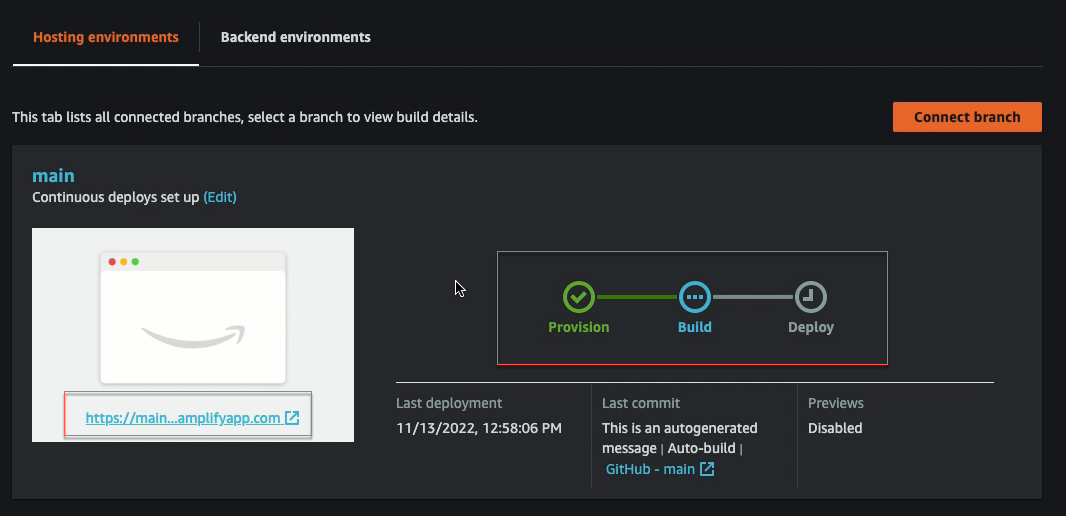 Hosting environments
Backend environments
This tab lists all connected branches, select a branch to view build details.
Connect branch
main
Continuous deploys set up (Edit)
https://main...amplifyapp.com
Provision
Build
Deploy
Last deployment
11/13/2022, 12:58:06 PM
Last commit
This is an autogenerated
message | Auto-build |
GitHub - main
Previews
Disabled